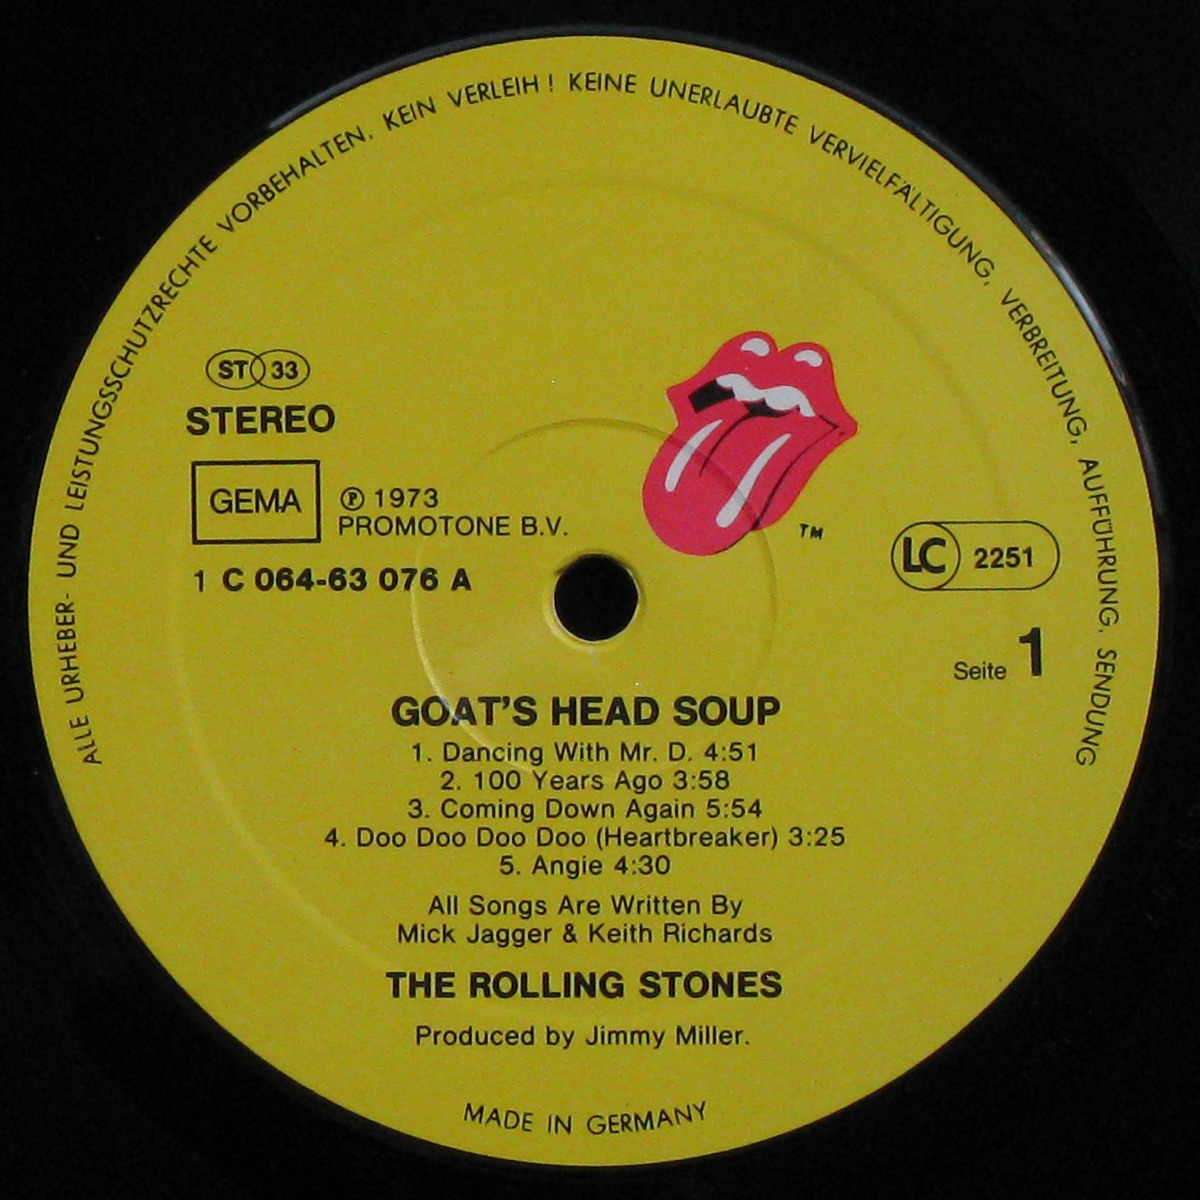 ALLE URHEBER- UND LEISTUNGSSCHUTZRECHTE VORBEHALTEN. KEIN VERLEIH! KEINE UNERLAUBTE VERVIELFÄLTIGUNG, VERBREITUNG, AUFFÜHRUNG, SENDUNG
ST 33
STEREO
GEMA
℗ 1973
PROMOTONE B.V.
1 C 064-63 076 A
TM
LC 2251
Seite 1
GOAT'S HEAD SOUP
1. Dancing With Mr. D. 4:51
2. 100 Years Ago 3:58
3. Coming Down Again 5:54
4. Doo Doo Doo Doo (Heartbreaker) 3:25
5. Angie 4:30
All Songs Are Written By
Mick Jagger & Keith Richards
THE ROLLING STONES
Produced by Jimmy Miller.
MADE IN GERMANY